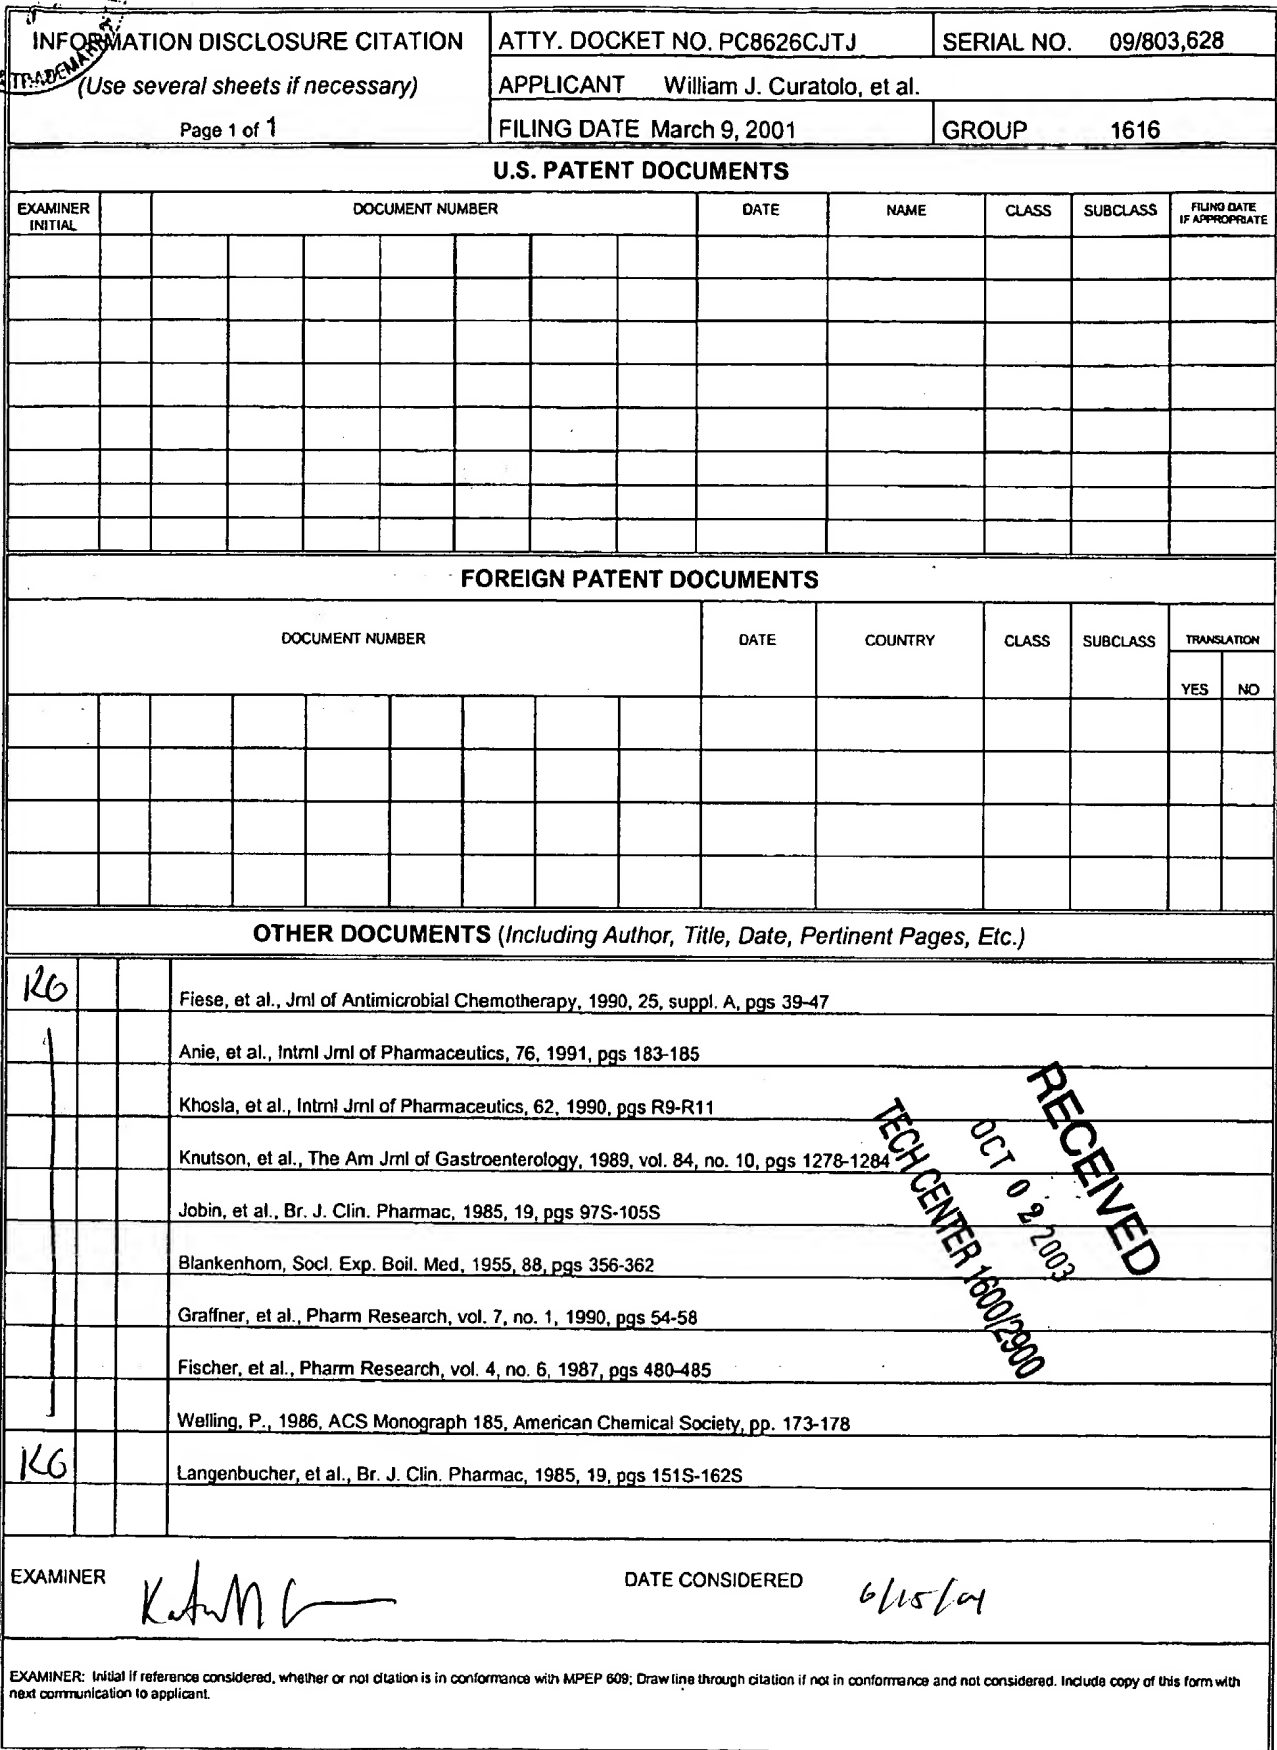 TRADEMARK
INFORMATION DISCLOSURE CITATION
(Use several sheets if necessary)
Page 1 of 1
ATTY. DOCKET NO. PC8626CJTJ
SERIAL NO. 09/803,628
APPLICANT William J. Curatolo, et al.
FILING DATE March 9, 2001
GROUP 1616
U.S. PATENT DOCUMENTS
EXAMINER INITIAL
DOCUMENT NUMBER
DATE
NAME
CLASS
SUBCLASS
FILING DATE IF APPROPRIATE
FOREIGN PATENT DOCUMENTS
DOCUMENT NUMBER
DATE
COUNTRY
CLASS
SUBCLASS
TRANSLATION
YES
NO
OTHER DOCUMENTS (Including Author, Title, Date, Pertinent Pages, Etc.)
KG
Fiese, et al., Jrnl of Antimicrobial Chemotherapy, 1990, 25, suppl. A, pgs 39-47
Anie, et al., Intrnl Jrnl of Pharmaceutics, 76, 1991, pgs 183-185
Khosla, et al., Intrnl Jrnl of Pharmaceutics, 62, 1990, pgs R9-R11
Knutson, et al., The Am Jrnl of Gastroenterology, 1989, vol. 84, no. 10, pgs 1278-1284
Jobin, et al., Br. J. Clin. Pharmac, 1985, 19, pgs 97S-105S
Blankenhorn, Socl. Exp. Boil. Med, 1955, 88, pgs 356-362
Graffner, et al., Pharm Research, vol. 7, no. 1, 1990, pgs 54-58
Fischer, et al., Pharm Research, vol. 4, no. 6, 1987, pgs 480-485
Welling, P., 1986, ACS Monograph 185, American Chemical Society, pp. 173-178
KG
Langenbucher, et al., Br. J. Clin. Pharmac, 1985, 19, pgs 151S-162S
RECEIVED
OCT 02 2003
TECH CENTER 1600/2900
EXAMINER
DATE CONSIDERED 6/15/04
EXAMINER: Initial if reference considered, whether or not citation is in conformance with MPEP 609; Draw line through citation if not in conformance and not considered. Include copy of this form with
next communication to applicant.